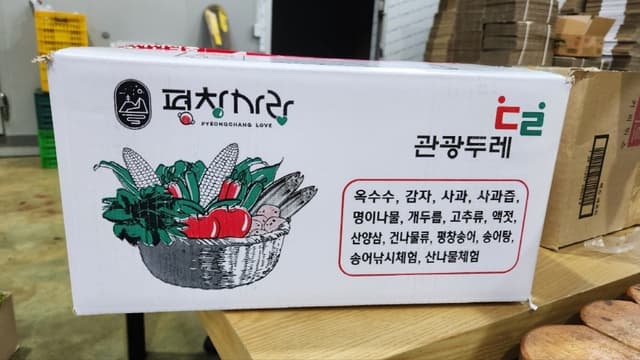 평창사랑
PYEONGCHANG LOVE
관광두레
옥수수, 감자, 사과, 사과즙,
명이나물, 개두릅, 고추류, 액젓,
산양삼, 건나물류, 평창송어, 송어탕,
송어낚시체험, 산나물체험